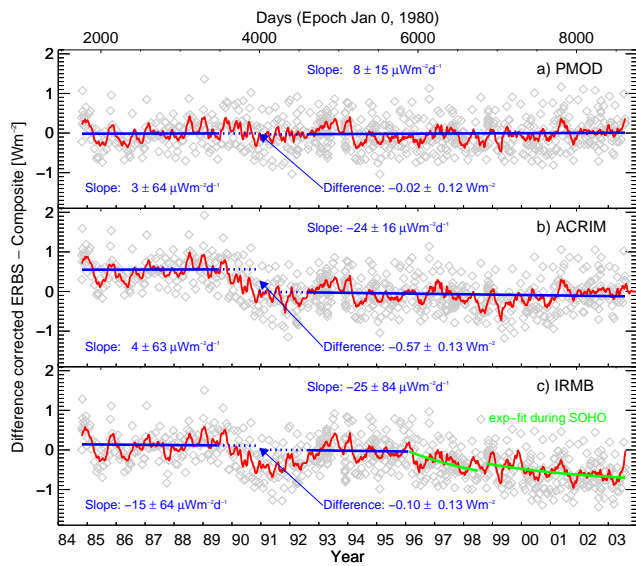 Days (Epoch Jan 0, 1980)
2000 4000 6000 8000
Difference corrected ERBS − Composite [Wm⁻²]
2
1
0
−1
Slope: 8 ± 15 µWm⁻²d⁻¹
a) PMOD
Slope: 3 ± 64 µWm⁻²d⁻¹
Difference: −0.02 ± 0.12 Wm⁻²
2
1
0
−1
Slope: −24 ± 16 µWm⁻²d⁻¹
b) ACRIM
Slope: 4 ± 63 µWm⁻²d⁻¹
Difference: −0.57 ± 0.13 Wm⁻²
2
1
0
−1
Slope: −25 ± 84 µWm⁻²d⁻¹
c) IRMB
exp−fit during SOHO
Slope: −15 ± 64 µWm⁻²d⁻¹
Difference: −0.10 ± 0.13 Wm⁻²
84 85 86 87 88 89 90 91 92 93 94 95 96 97 98 99 00 01 02 03
Year